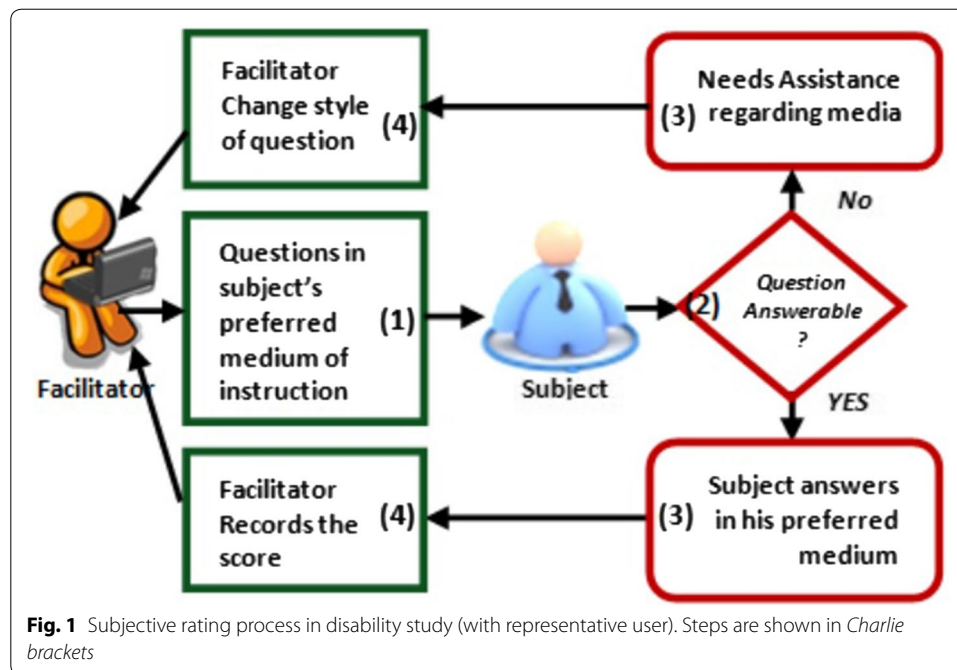 Facilitator
Change style
of question
(4)
Needs Assistance
regarding media
(3)
No
Questions in
subject's
preferred
medium of
instruction
(1)
Facilitator
Subject
(2)
Question
Answerable
?
YES
Facilitator
Records the
score
(4)
Subject answers
in his preferred
medium
(3)
Fig. 1 Subjective rating process in disability study (with representative user). Steps are shown in Charlie
brackets